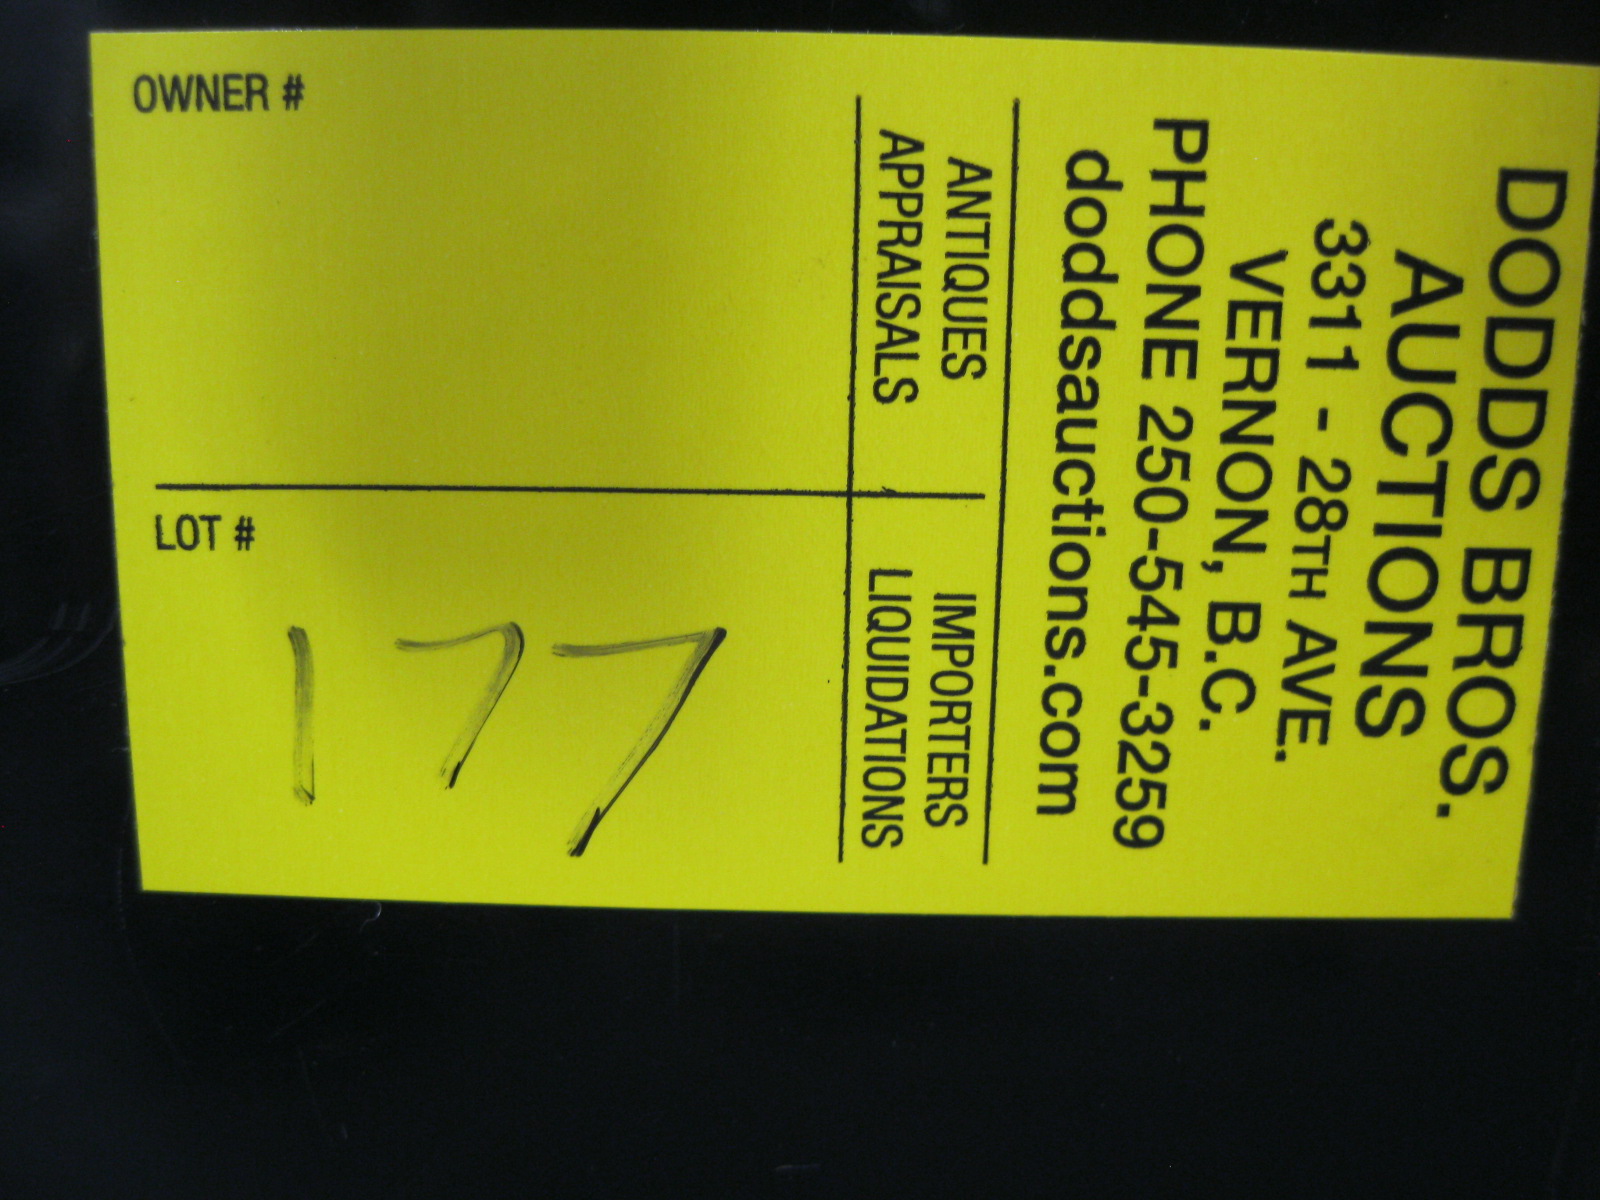 DODDS BROS.
AUCTIONS
3311 - 28TH AVE.
VERNON, B.C.
PHONE 250-545-3259
doddsauctions.com
ANTIQUES
APPRAISALS
IMPORTERS
LIQUIDATIONS
OWNER #
LOT #
177